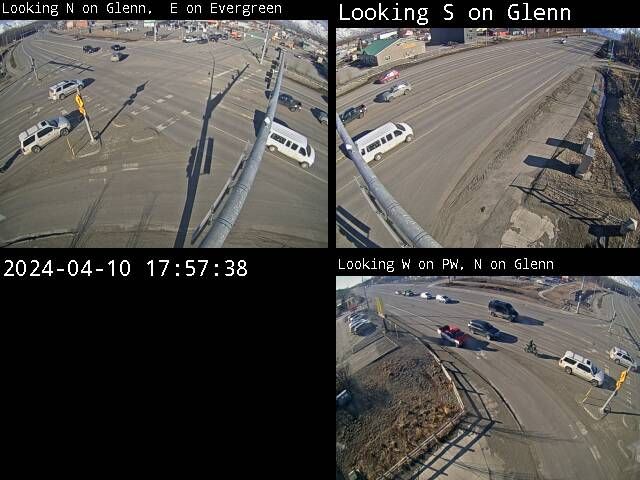 Looking N on Glenn, E on Evergreen
Looking S on Glenn
2024-04-10 17:57:38
Looking W on PW, N on Glenn